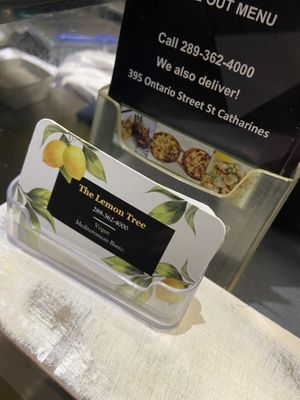 OUT MENU
Call 289-362-4000
We also deliver!
395 Ontario Street St Catharines
The Lemon Tree
289-362-4000
Vegan
Mediterranean Bistro